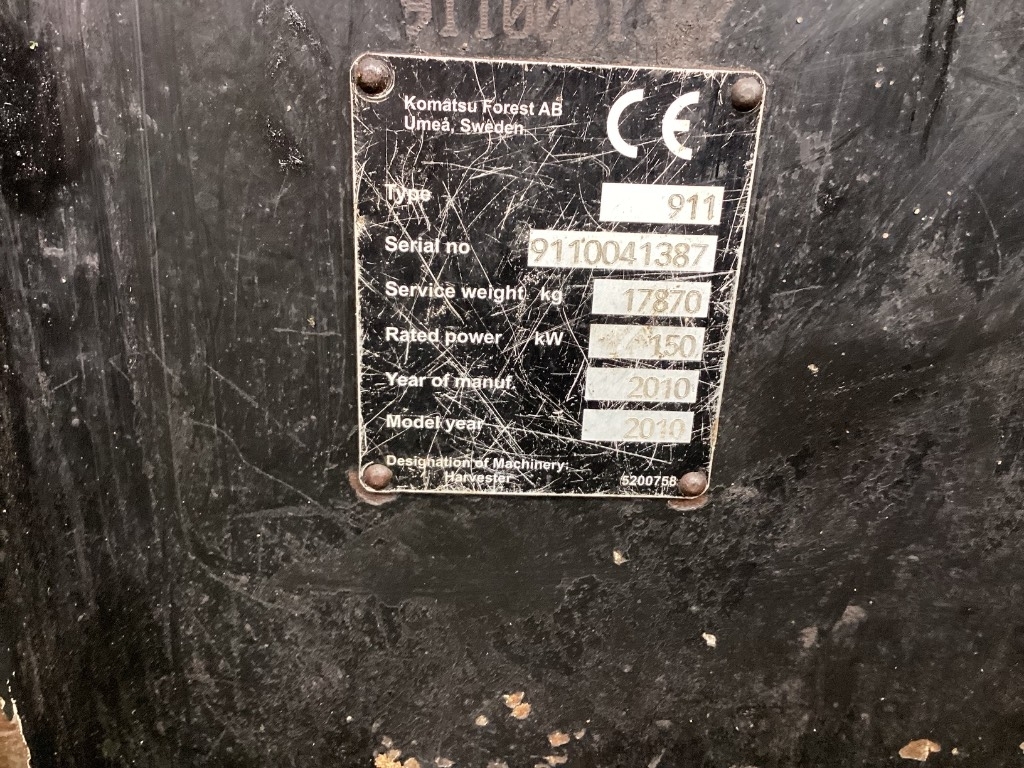 Komatsu Forest AB
Umeå, Sweden
CE
Type 911
Serial no 9110041387
Service weight kg 17870
Rated power kW 150
Year of manuf. 2010
Model year 2010
Designation of Machinery:
Harvester 5200758